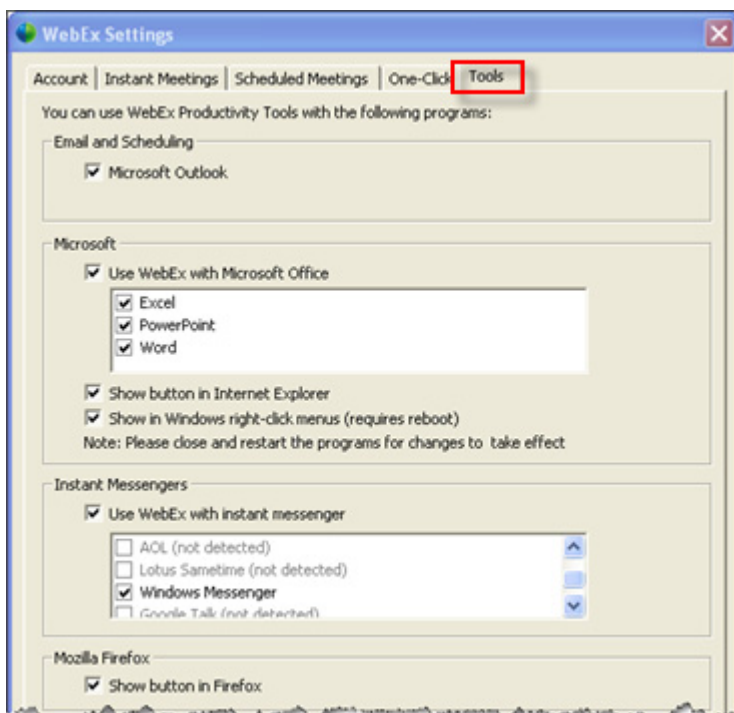 WebEx Settings
Account Instant Meetings Scheduled Meetings One-Click Tools
You can use WebEx Productivity Tools with the following programs:
Email and Scheduling
Microsoft Outlook
Microsoft
Use WebEx with Microsoft Office
Excel
PowerPoint
Word
Show button in Internet Explorer
Show in Windows right-click menus (requires reboot)
Note: Please close and restart the programs for changes to take effect
Instant Messengers
Use WebEx with instant messenger
AOL (not detected)
Lotus Sametime (not detected)
Windows Messenger
Google Talk (not detected)
Mozilla Firefox
Show button in Firefox